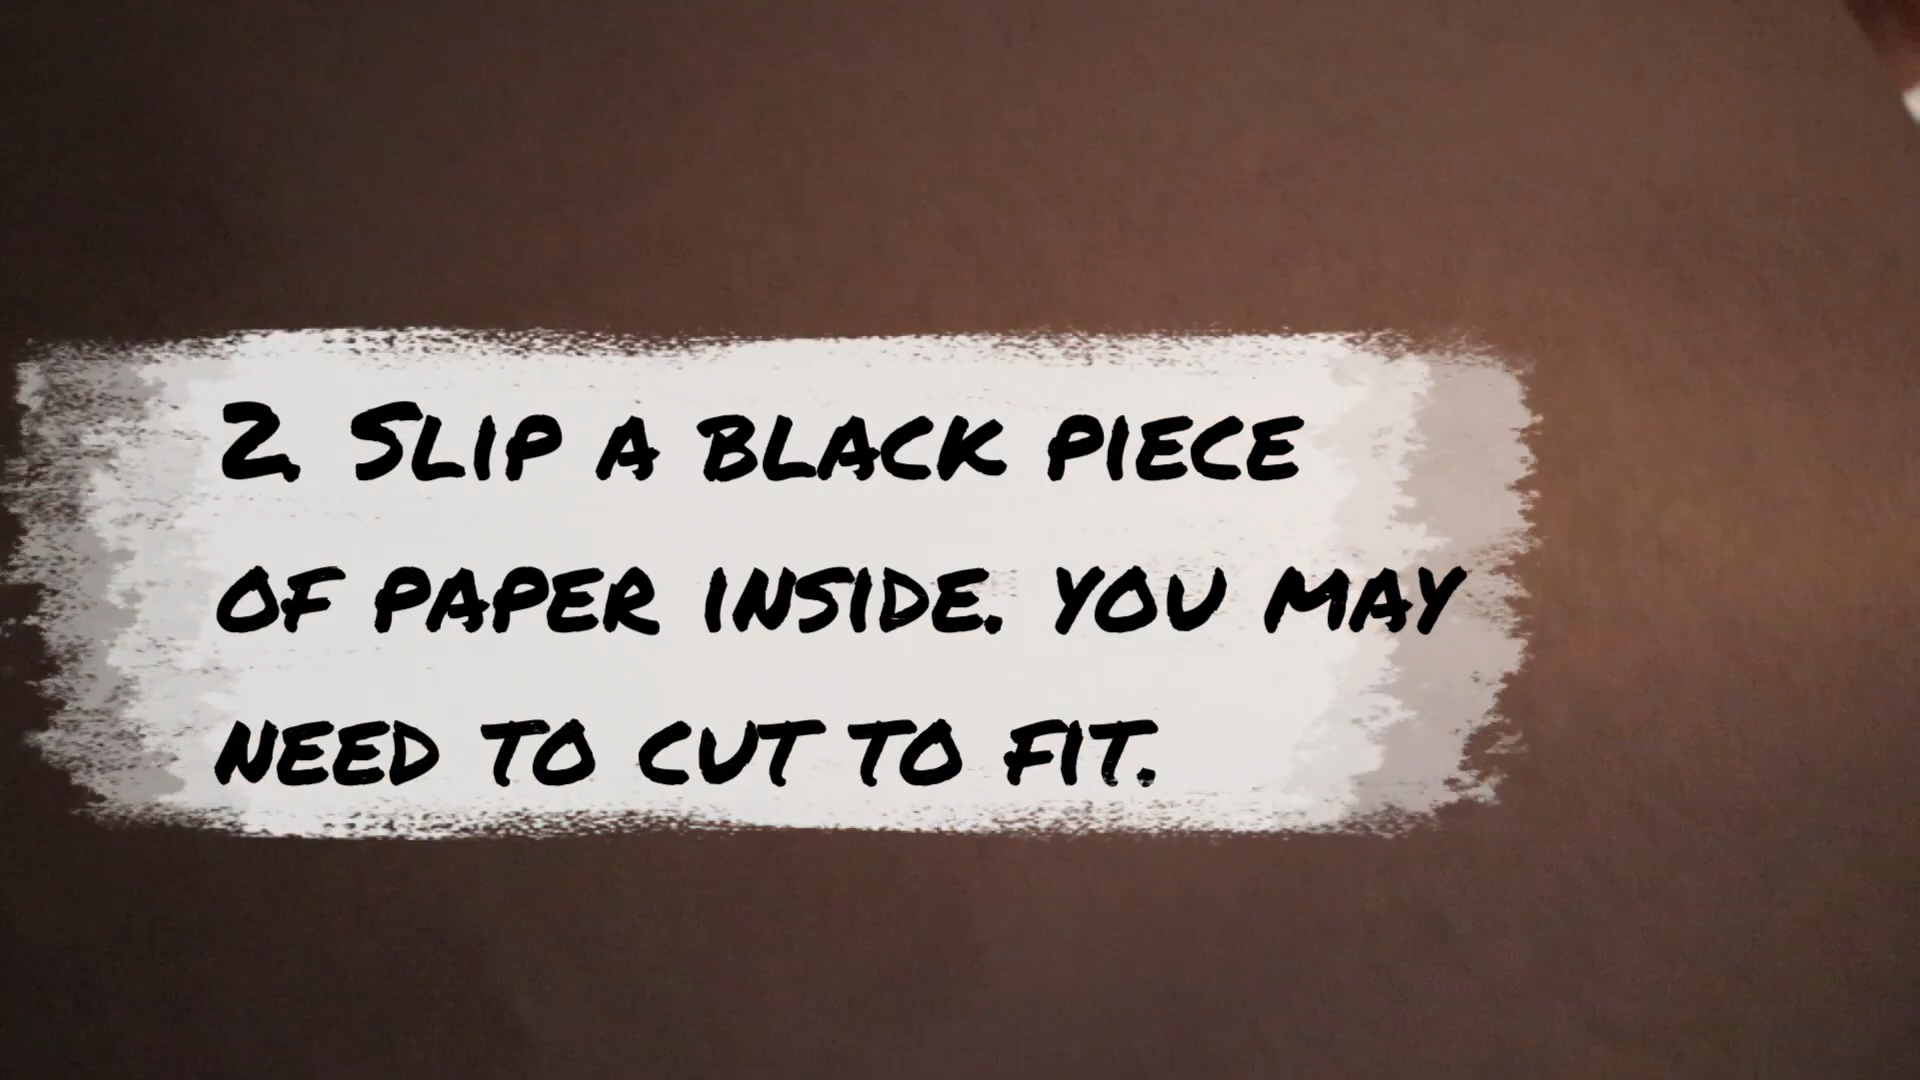 2. Slip a black piece
of paper inside. you may
need to cut to fit.